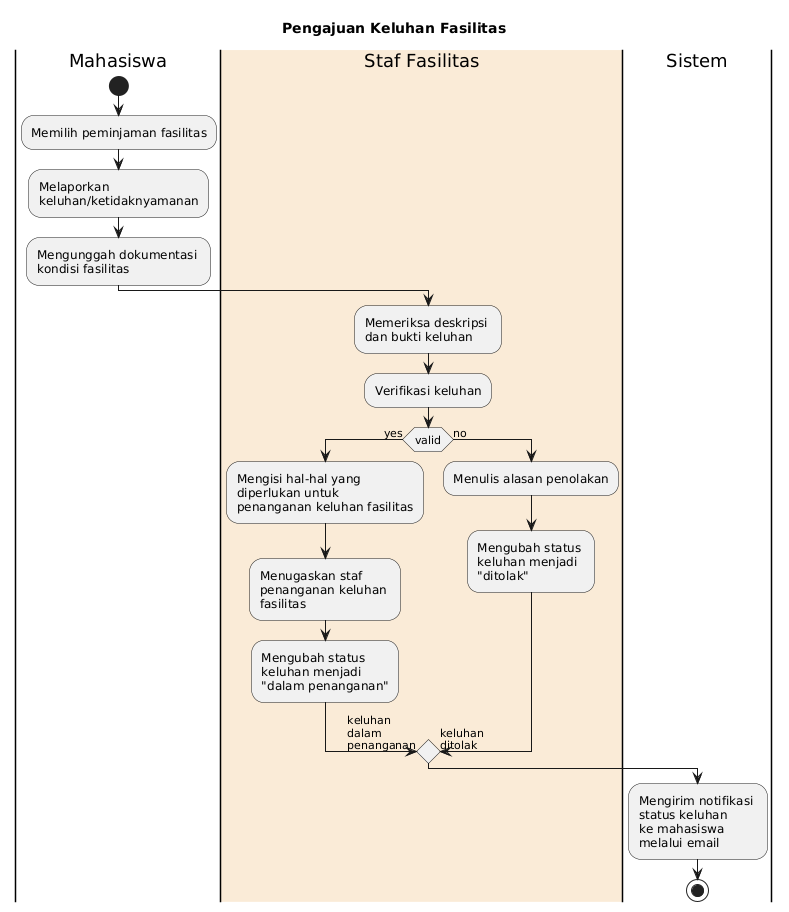 Pengajuan Keluhan Fasilitas
Mahasiswa
Staf Fasilitas
Sistem
Memilih peminjaman fasilitas
Melaporkan
keluhan/ketidaknyamanan
Mengunggah dokumentasi
kondisi fasilitas
Memeriksa deskripsi
dan bukti keluhan
Verifikasi keluhan
yes
valid
no
Mengisi hal-hal yang
diperlukan untuk
penanganan keluhan fasilitas
Menugaskan staf
penanganan keluhan
fasilitas
Mengubah status
keluhan menjadi
"dalam penanganan"
Menulis alasan penolakan
Mengubah status
keluhan menjadi
"ditolak"
keluhan
dalam
penanganan
keluhan
ditolak
Mengirim notifikasi
status keluhan
ke mahasiswa
melalui email